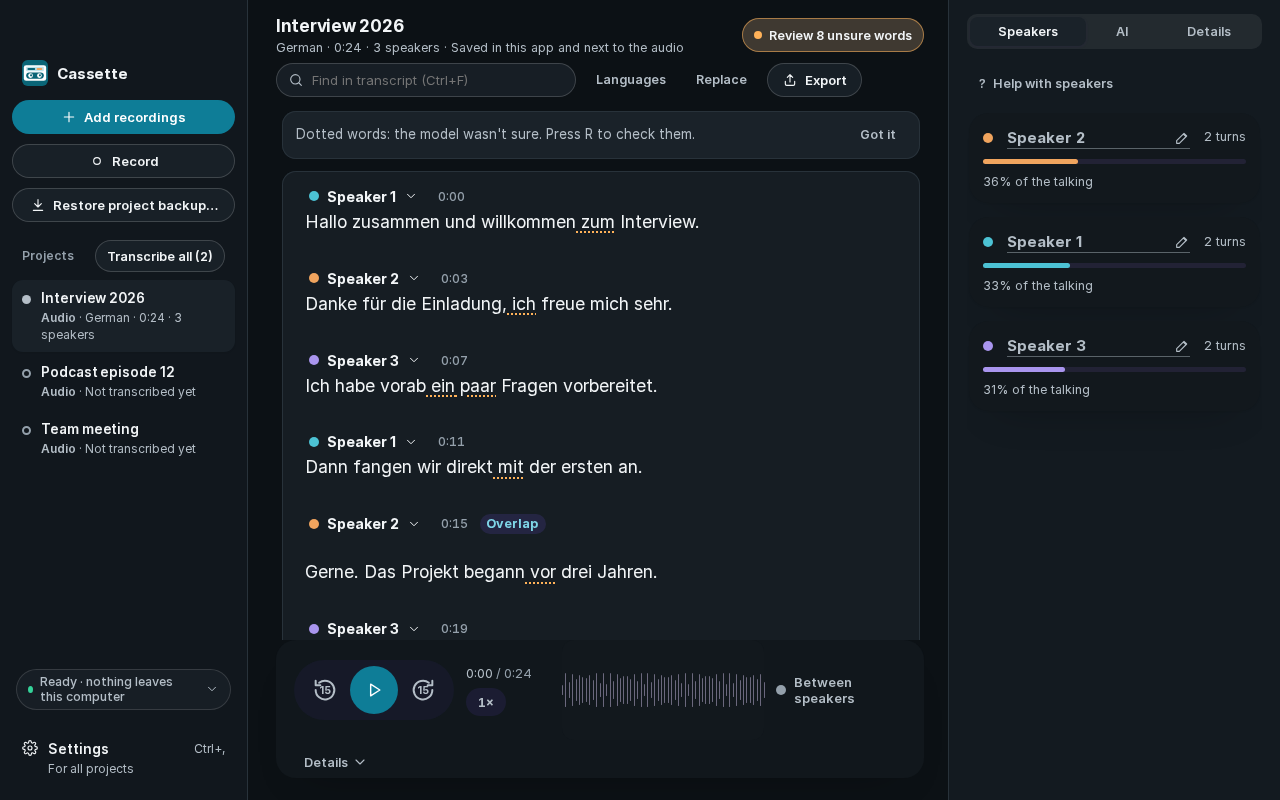 Cassette
Add recordings
Record
Restore project backup...
Projects
Transcribe all (2)
Interview 2026
Audio · German · 0:24 · 3
speakers
Podcast episode 12
Audio · Not transcribed yet
Team meeting
Audio · Not transcribed yet
Ready · nothing leaves
this computer
Settings
Ctrl+,
For all projects
Interview 2026
German · 0:24 · 3 speakers · Saved in this app and next to the audio
Review 8 unsure words
Find in transcript (Ctrl+F)
Languages
Replace
Export
Dotted words: the model wasn't sure. Press R to check them.
Got it
Speaker 1 0:00
Hallo zusammen und willkommen zum Interview.
Speaker 2 0:03
Danke für die Einladung, ich freue mich sehr.
Speaker 3 0:07
Ich habe vorab ein paar Fragen vorbereitet.
Speaker 1 0:11
Dann fangen wir direkt mit der ersten an.
Speaker 2 0:15 Overlap
Gerne. Das Projekt begann vor drei Jahren.
Speaker 3 0:19
15
15
0:00 / 0:24
1×
Between
speakers
Details
Speakers
AI
Details
? Help with speakers
Speaker 2
2 turns
36% of the talking
Speaker 1
2 turns
33% of the talking
Speaker 3
2 turns
31% of the talking